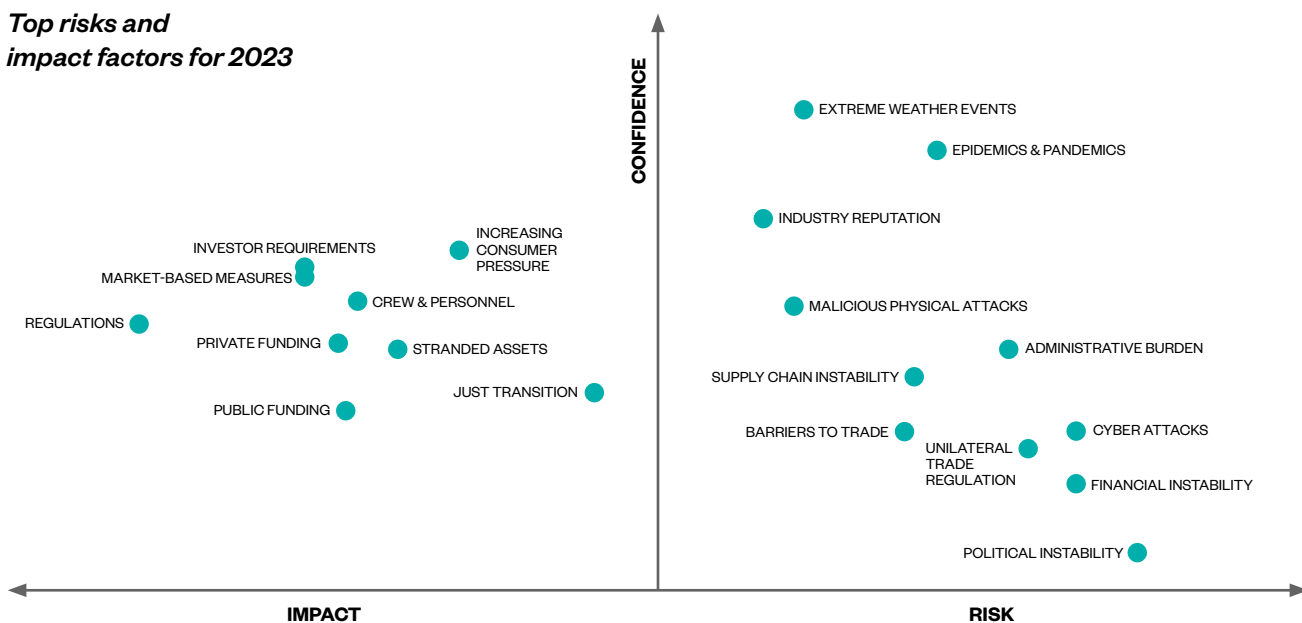 Top risks and
impact factors for 2023
CONFIDENCE
EXTREME WEATHER EVENTS
EPIDEMICS & PANDEMICS
INDUSTRY REPUTATION
INCREASING
CONSUMER
PRESSURE
INVESTOR REQUIREMENTS
MARKET-BASED MEASURES
CREW & PERSONNEL
MALICIOUS PHYSICAL ATTACKS
REGULATIONS
PRIVATE FUNDING
STRANDED ASSETS
ADMINISTRATIVE BURDEN
SUPPLY CHAIN INSTABILITY
JUST TRANSITION
PUBLIC FUNDING
BARRIERS TO TRADE
CYBER ATTACKS
UNILATERAL
TRADE
REGULATION
FINANCIAL INSTABILITY
POLITICAL INSTABILITY
IMPACT
RISK